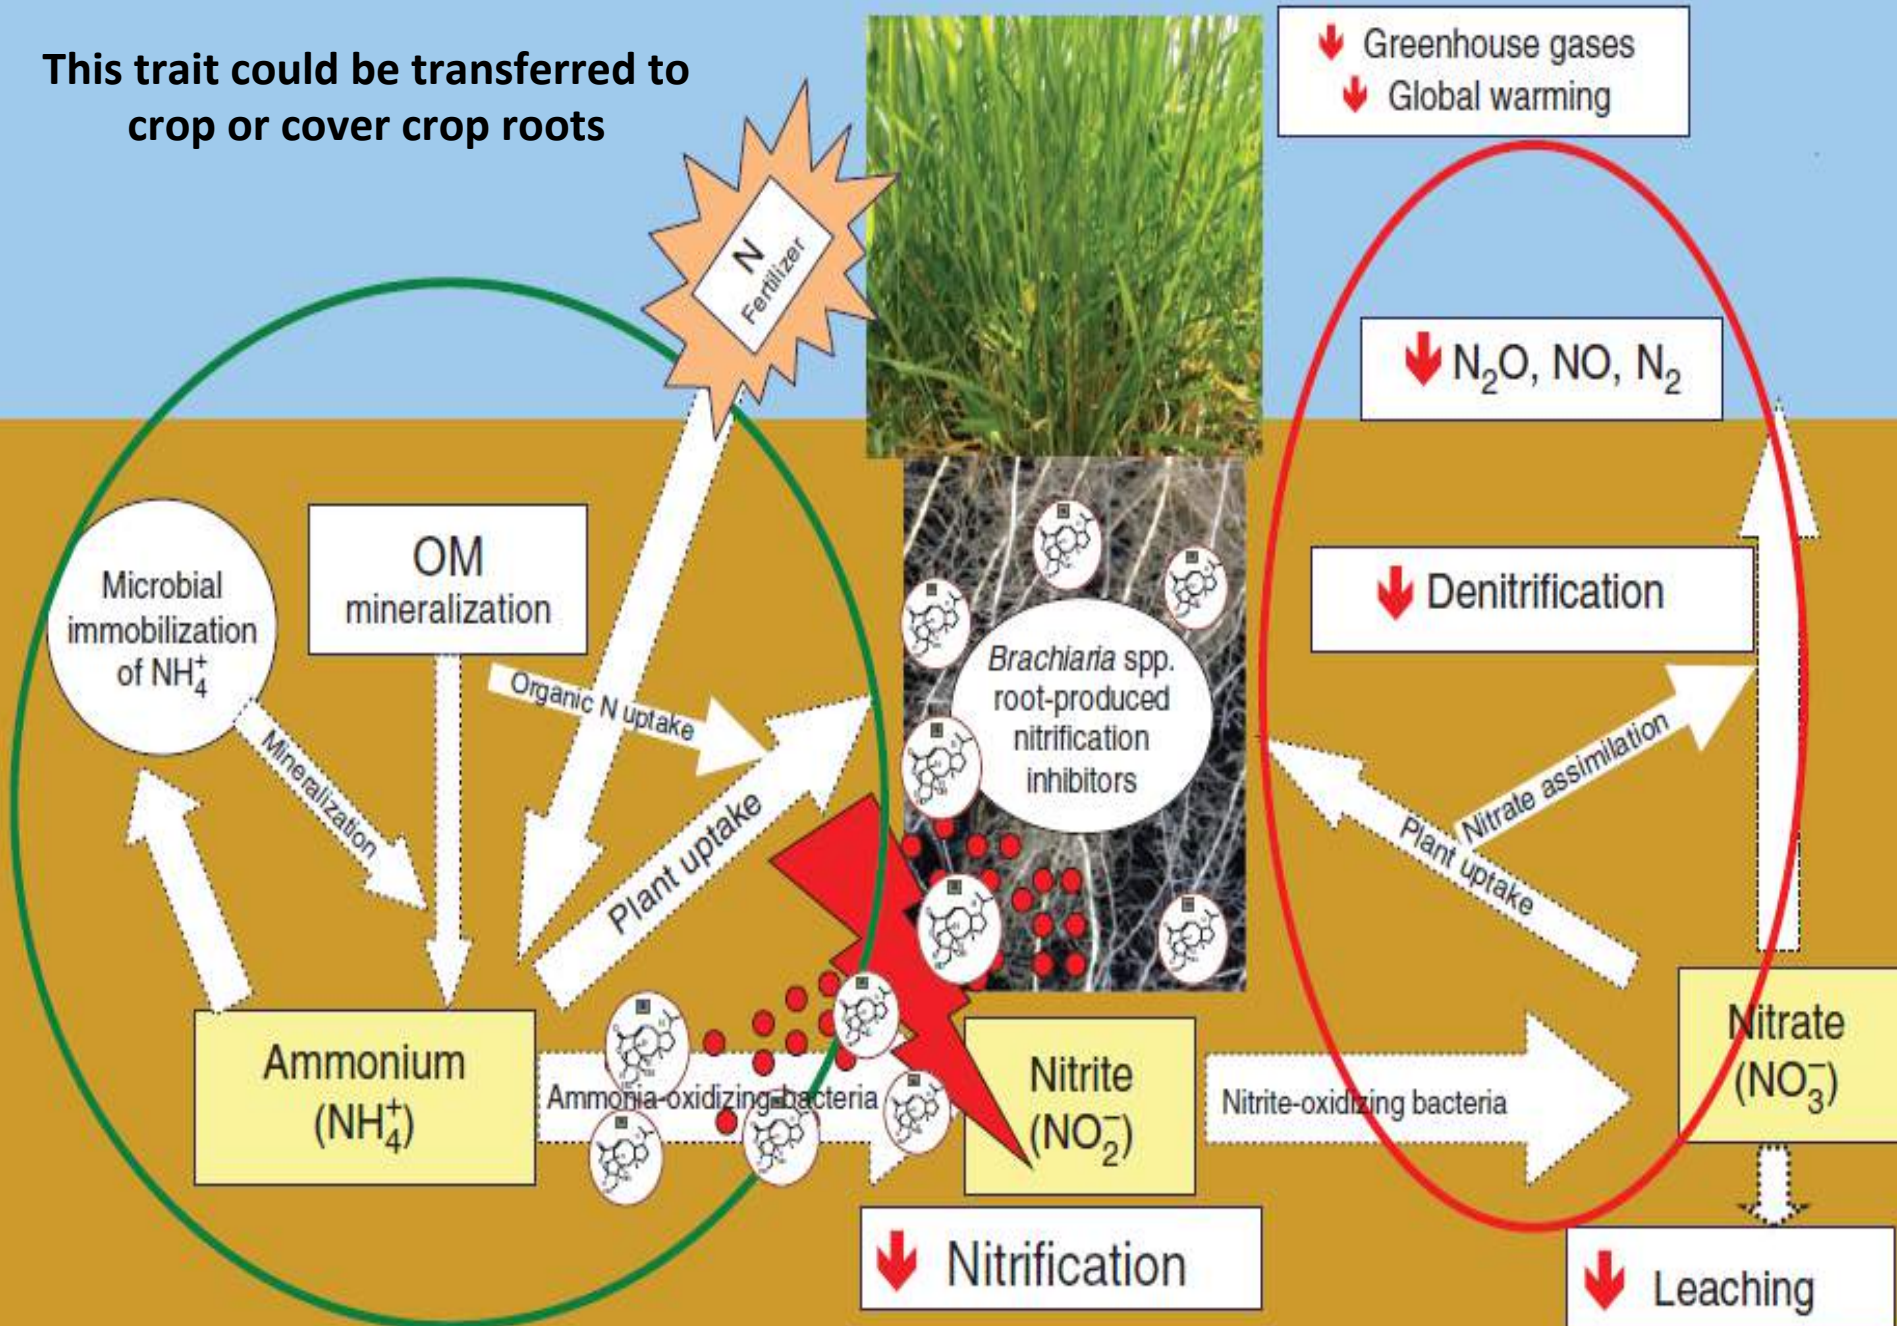 This trait could be transferred to
crop or cover crop roots
N
Fertilizer
Greenhouse gases
Global warming
N₂O, NO, N₂
Microbial
immobilization
of NH₄⁺
OM
mineralization
Organic N uptake
Mineralization
Plant uptake
Brachiaria spp.
root-produced
nitrification
inhibitors
Denitrification
Nitrate assimilation
Plant uptake
Ammonium
(NH₄⁺)
Ammonia-oxidizing-bacteria
Nitrite
(NO₂⁻)
Nitrite-oxidizing bacteria
Nitrate
(NO₃⁻)
Nitrification
Leaching